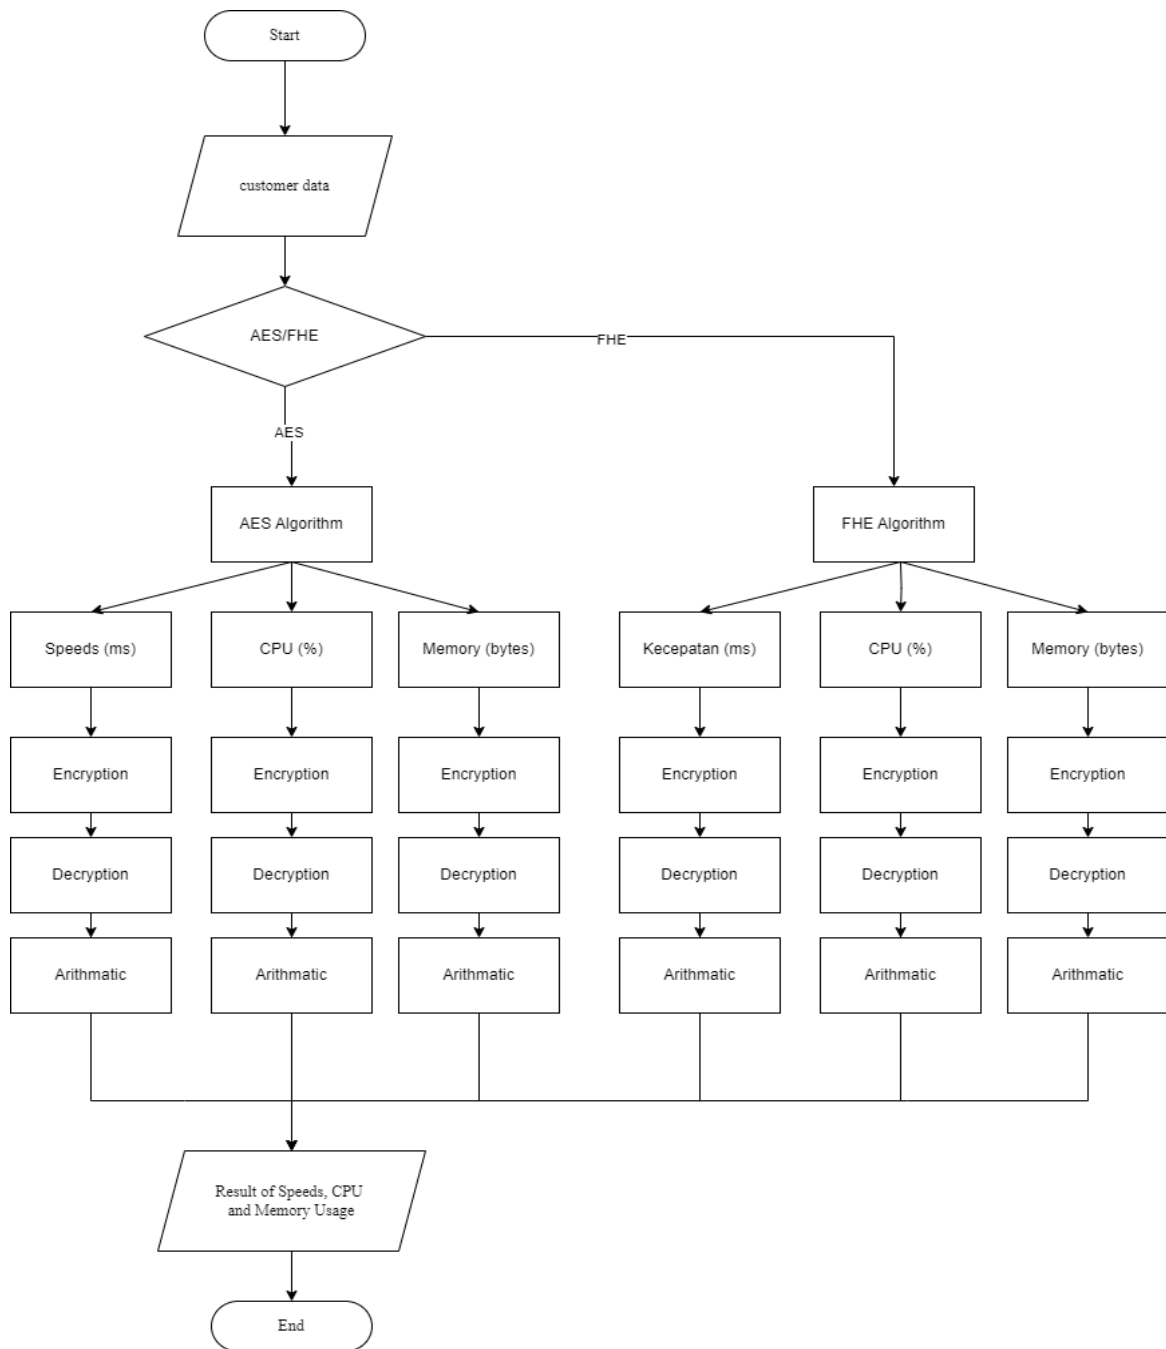 Start
customer data
AES/FHE
FHE
AES
AES Algorithm
FHE Algorithm
Speeds (ms)
CPU (%)
Memory (bytes)
Kecepatan (ms)
CPU (%)
Memory (bytes)
Encryption
Encryption
Encryption
Encryption
Encryption
Encryption
Decryption
Decryption
Decryption
Decryption
Decryption
Decryption
Arithmatic
Arithmatic
Arithmatic
Arithmatic
Arithmatic
Arithmatic
Result of Speeds, CPU
and Memory Usage
End